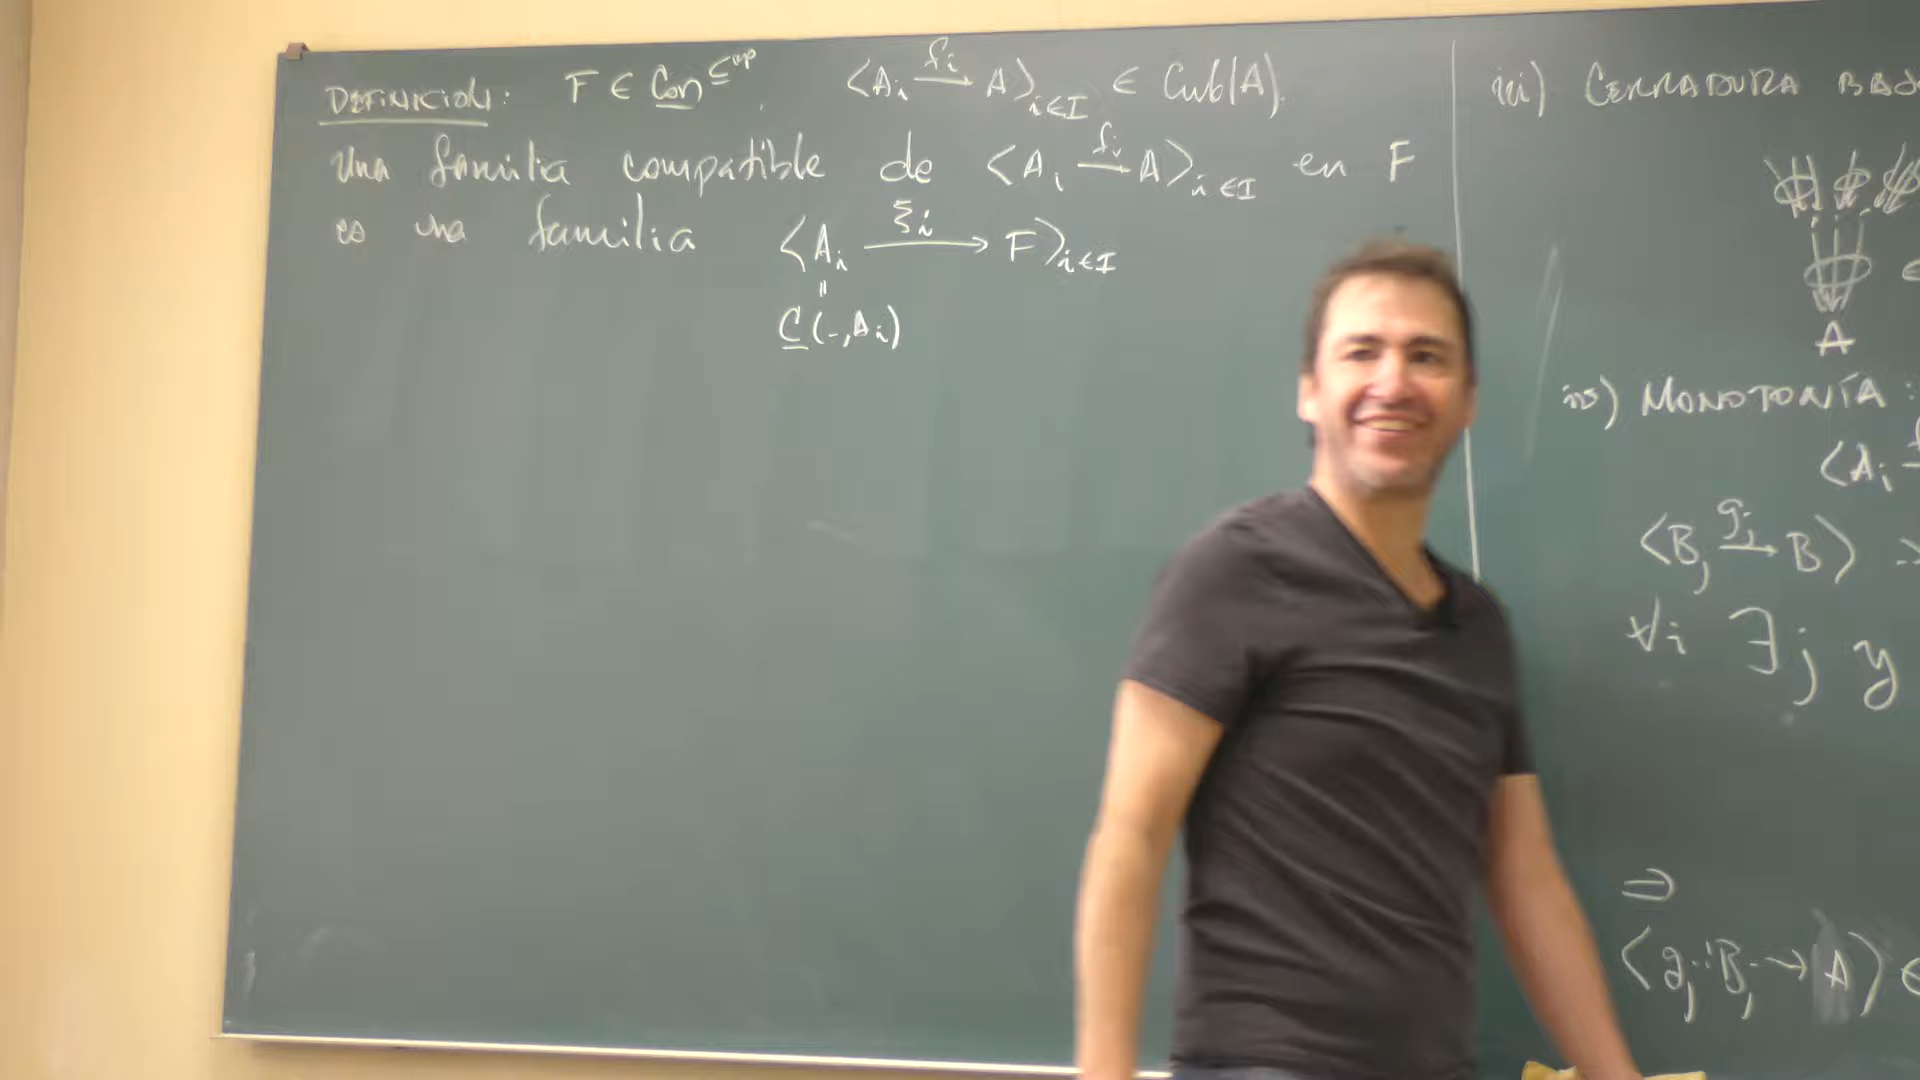 DEFINICIÓN: F ∈ Con^C^op, ⟨A_i —f_i→ A⟩_{i∈I} ∈ Cub(A).
Una familia compatible de ⟨A_i —f_i→ A⟩_{i∈I} en F
es una familia ⟨A_i —ξ_i→ F⟩_{i∈I}
"
C(-,A_i)
iii) CERRADURA BAJO
A
iv) MONOTONÍA:
⟨A_i
⟨B_j —g_j→ B⟩
∀i ∃j y
⇒
⟨g_j: B_j → A⟩ ∈